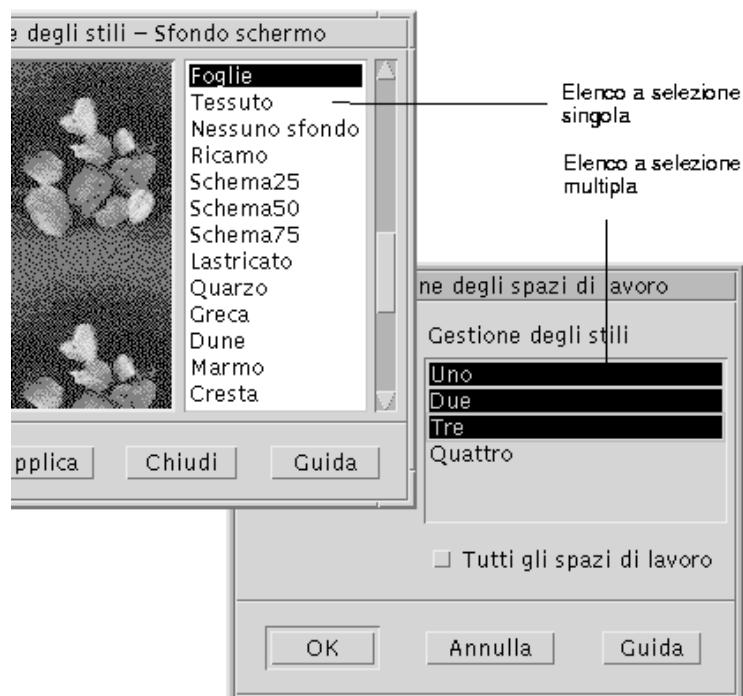 e degli stili – Sfondo schermo
Foglie
Tessuto
Nessuno sfondo
Ricamo
Schema25
Schema50
Schema75
Lastricato
Quarzo
Greca
Dune
Marmo
Cresta
pplica
Chiudi
Guida
Elenco a selezione
singola
Elenco a selezione
multipla
ne degli spazi di lavoro
Gestione degli stili
Uno
Due
Tre
Quattro
Tutti gli spazi di lavoro
OK
Annulla
Guida